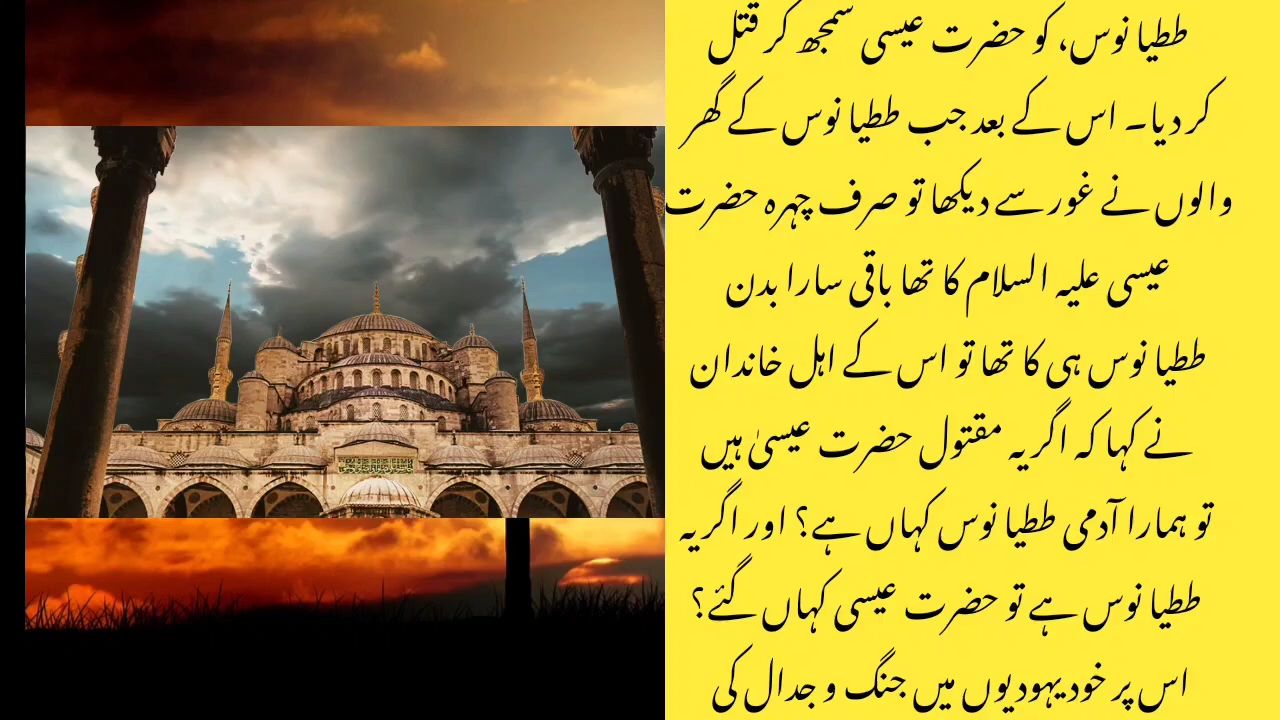 ططیا نوس، کو حضرت عیسی سمجھ کر قتل
کر دیا۔ اس کے بعد جب ططیا نوس کے گھر
والوں نے غور سے دیکھا تو صرف چہرہ حضرت
عیسی علیہ السلام کا تھا باقی سارا بدن
ططیا نوس ہی کا تھا تو اس کے اہل خاندان
نے کہا کہ اگر یہ مقتول حضرت عیسیٰ ہیں
تو ہمارا آدمی ططیا نوس کہاں ہے؟ اور اگر یہ
ططیا نوس ہے تو حضرت عیسی کہاں گئے؟
اس پر خود یہودیوں میں جنگ و جدال کی